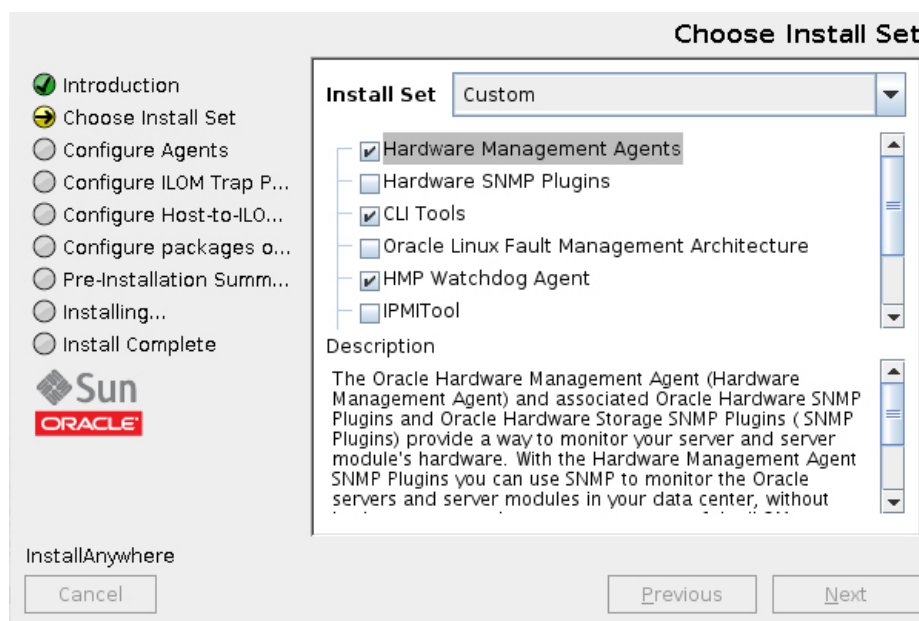 Choose Install Set
Introduction
Choose Install Set
Configure Agents
Configure ILOM Trap P...
Configure Host-to-ILO...
Configure packages o...
Pre-Installation Summ...
Installing...
Install Complete
Sun
ORACLE
Install Set Custom
Hardware Management Agents
Hardware SNMP Plugins
CLI Tools
Oracle Linux Fault Management Architecture
HMP Watchdog Agent
IPMITool
Description
The Oracle Hardware Management Agent (Hardware
Management Agent) and associated Oracle Hardware SNMP
Plugins and Oracle Hardware Storage SNMP Plugins ( SNMP
Plugins) provide a way to monitor your server and server
module's hardware. With the Hardware Management Agent
SNMP Plugins you can use SNMP to monitor the Oracle
servers and server modules in your data center, without
InstallAnywhere
Cancel
Previous
Next